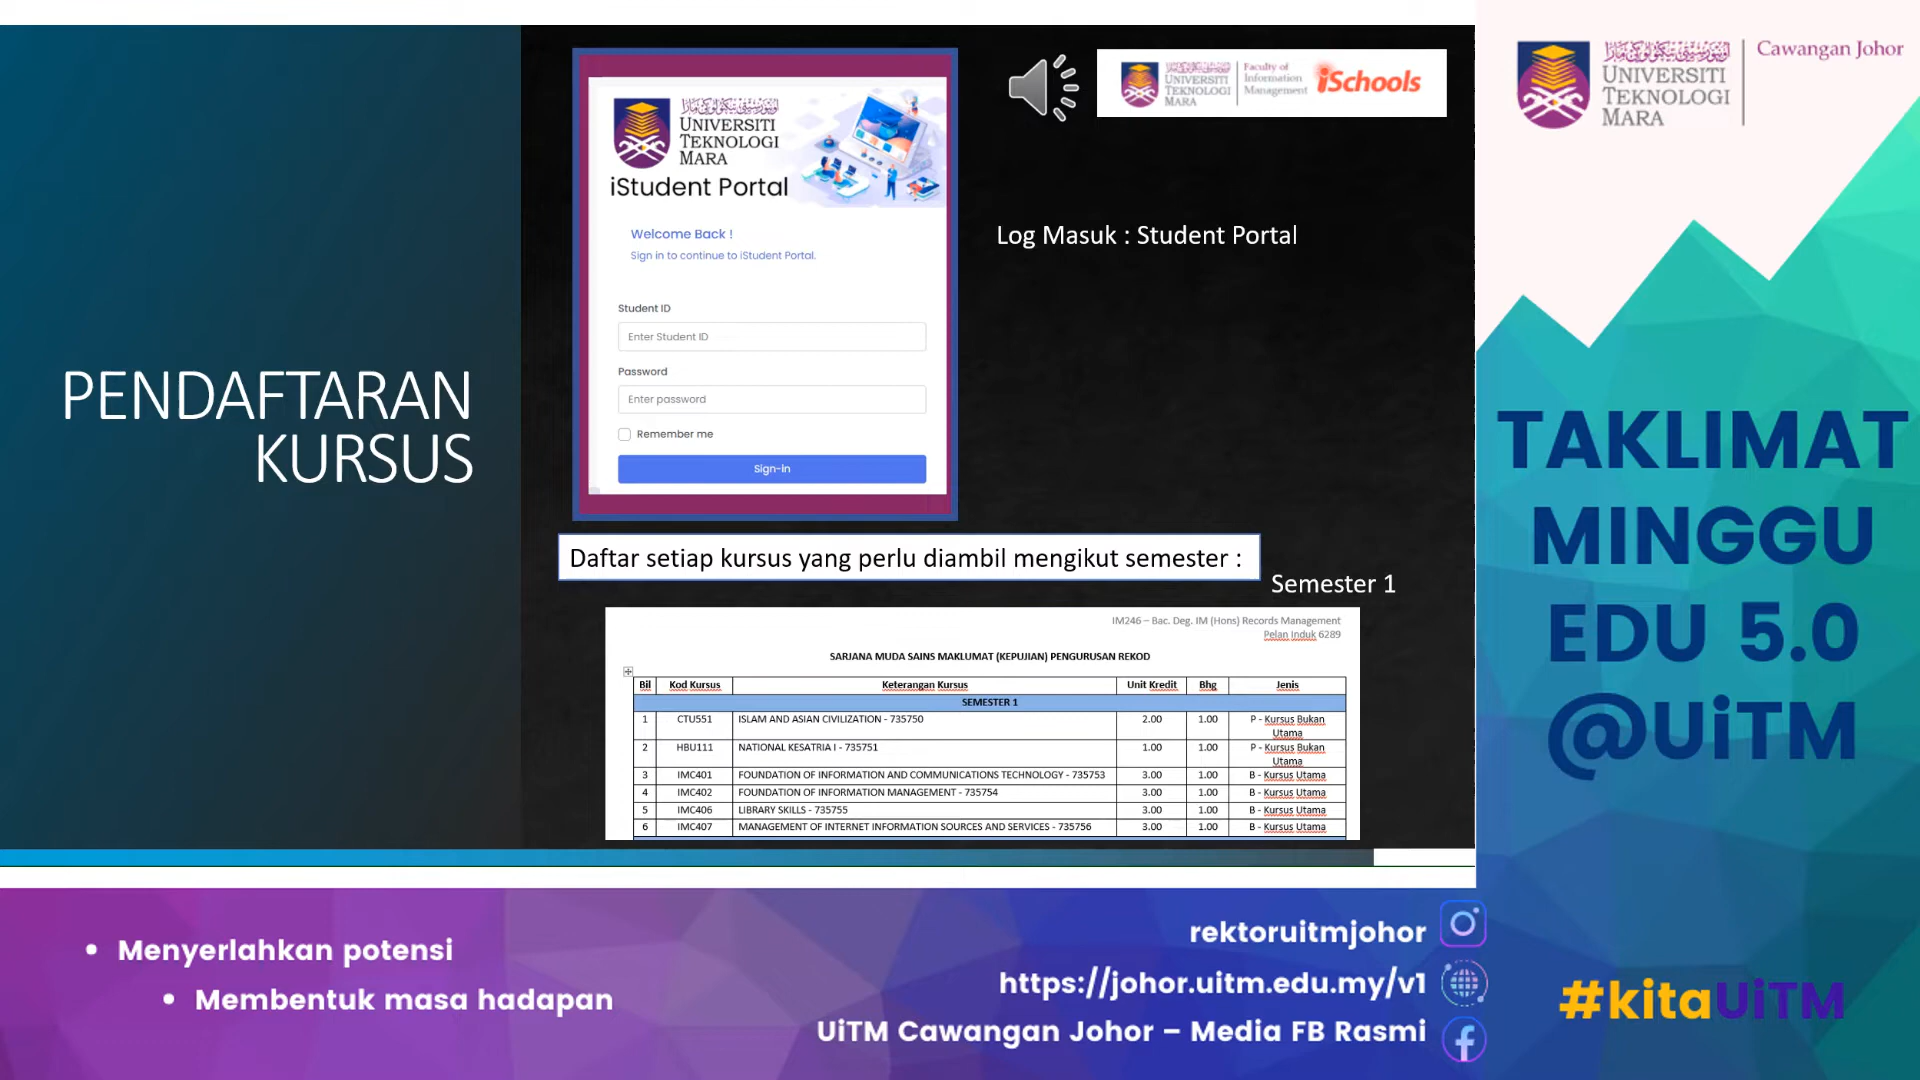 PENDAFTARAN
KURSUS
UNIVERSITI
TEKNOLOGI
MARA
iStudent Portal
Welcome Back !
Sign in to continue to iStudent Portal.
Student ID
Enter Student ID
Password
Enter password
Remember me
Sign-in
UNIVERSITI
TEKNOLOGI
MARA
Faculty of
Information
Management
iSchools
Log Masuk : Student Portal
Daftar setiap kursus yang perlu diambil mengikut semester :
Semester 1
IM246 – Bac. Deg. IM (Hons) Records Management
Pelan Induk 6289
SARJANA MUDA SAINS MAKLUMAT (KEPUJIAN) PENGURUSAN REKOD
Bil Kod Kursus Keterangan Kursus Unit Kredit Bhg Jenis
SEMESTER 1
1 CTU551 ISLAM AND ASIAN CIVILIZATION - 735750 2.00 1.00 P - Kursus Bukan
Utama
2 HBU111 NATIONAL KESATRIA I - 735751 1.00 1.00 P - Kursus Bukan
Utama
3 IMC401 FOUNDATION OF INFORMATION AND COMMUNICATIONS TECHNOLOGY - 735753 3.00 1.00 B - Kursus Utama
4 IMC402 FOUNDATION OF INFORMATION MANAGEMENT - 735754 3.00 1.00 B - Kursus Utama
5 IMC406 LIBRARY SKILLS - 735755 3.00 1.00 B - Kursus Utama
6 IMC407 MANAGEMENT OF INTERNET INFORMATION SOURCES AND SERVICES - 735756 3.00 1.00 B - Kursus Utama
UNIVERSITI
TEKNOLOGI
MARA
Cawangan Johor
TAKLIMAT
MINGGU
EDU 5.0
@UiTM
#kitaUiTM
• Menyerlahkan potensi
• Membentuk masa hadapan
rektoruitmjohor
https://johor.uitm.edu.my/v1
UiTM Cawangan Johor – Media FB Rasmi